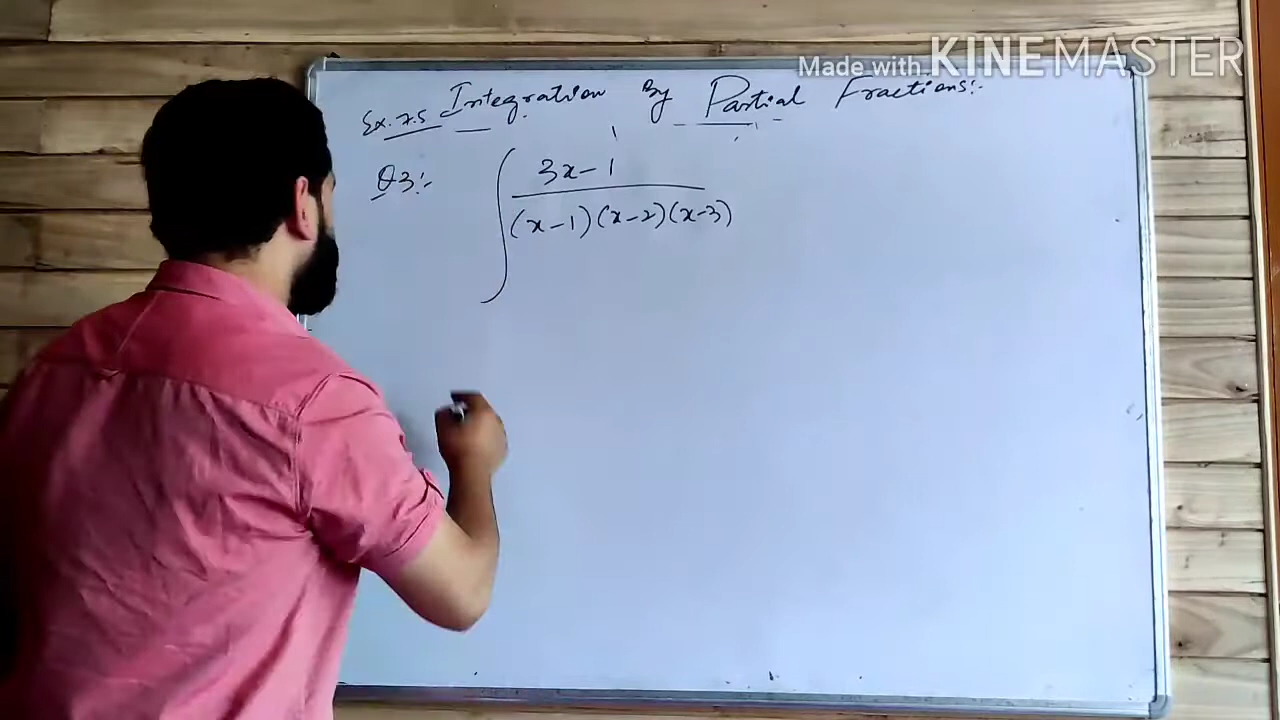 Made with KINEMASTER
Ex. 7.5 Integration By Partial Fractions:-
Q3:- ∫ 3x-1
(x-1)(x-2)(x-3)